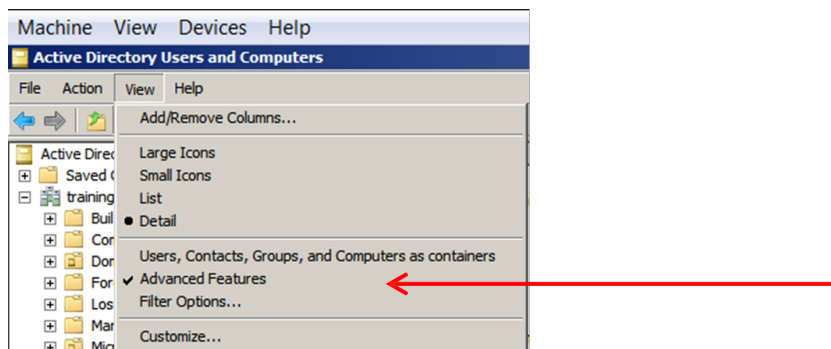 Machine View Devices Help
Active Directory Users and Computers
File Action View Help
Add/Remove Columns...
Active Direc
Large Icons
Saved
Small Icons
training
List
Buil
Detail
Con
Users, Contacts, Groups, and Computers as containers
Dor
Advanced Features
For
Filter Options...
Los
Mar
Customize...
Micr